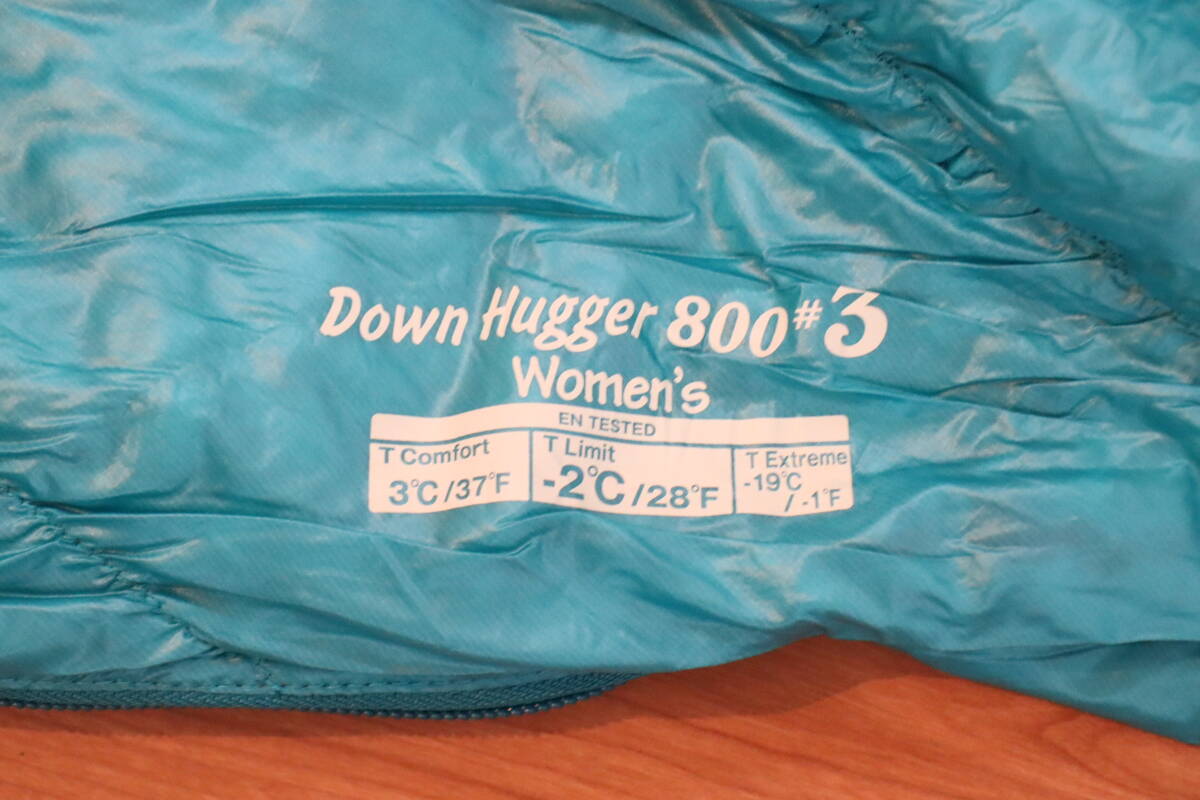 Down Hugger 800 #3
Women's
EN TESTED
T Comfort
3°C/37°F
T Limit
-2°C/28°F
T Extreme
-19°C
/-1°F